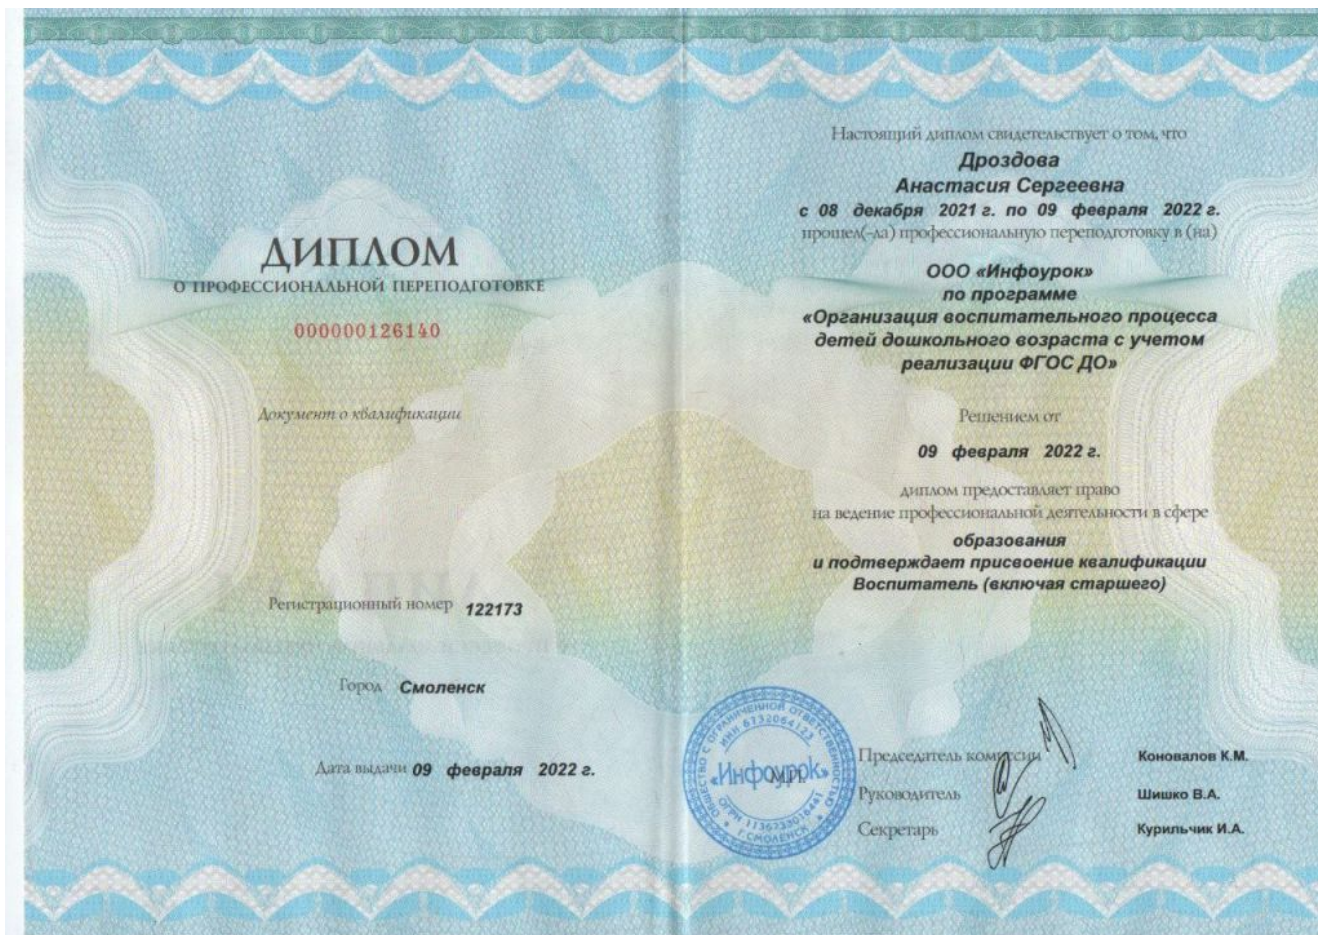 ДИПЛОМ
О ПРОФЕССИОНАЛЬНОЙ ПЕРЕПОДГОТОВКЕ
000000126140
Документ о квалификации
Регистрационный номер 122173
Город Смоленск
Дата выдачи 09 февраля 2022 г.
Настоящий диплом свидетельствует о том, что
Дроздова
Анастасия Сергеевна
с 08 декабря 2021 г. по 09 февраля 2022 г.
прошел(-ла) профессиональную переподготовку в (на)
ООО «Инфоурок»
по программе
«Организация воспитательного процесса
детей дошкольного возраста с учетом
реализации ФГОС ДО»
Решением от
09 февраля 2022 г.
диплом предоставляет право
на ведение профессиональной деятельности в сфере
образования
и подтверждает присвоение квалификации
Воспитатель (включая старшего)
Председатель комиссии Коновалов К.М.
Руководитель Шишко В.А.
Секретарь Курильчик И.А.
М.П.
ОБЩЕСТВО С ОГРАНИЧЕННОЙ ОТВЕТСТВЕННОСТЬЮ
«Инфоурок»
Г.СМОЛЕНСК